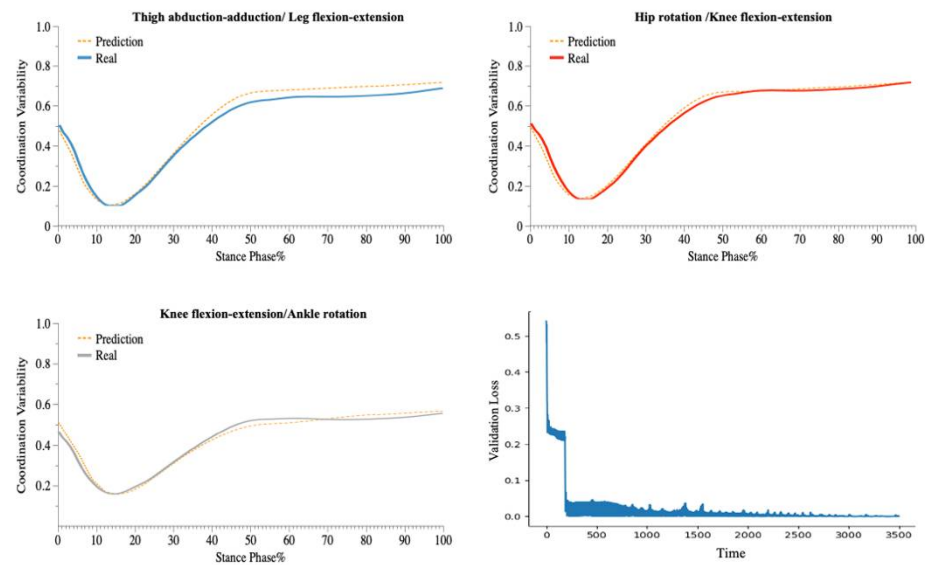 Thigh abduction-adduction/ Leg flexion-extension
1.0
0.8
0.6
0.4
0.2
0
Coordination Variability
Prediction
Real
0 10 20 30 40 50 60 70 80 90 100
Stance Phase%
Hip rotation /Knee flexion-extension
1.0
0.8
0.6
0.4
0.2
0
Coordination Variability
Prediction
Real
0 10 20 30 40 50 60 70 80 90 100
Stance Phase%
Knee flexion-extension/Ankle rotation
1.0
0.8
0.6
0.4
0.2
Coordination Variability
Prediction
Real
0 10 20 30 40 50 60 70 80 90 100
Stance Phase%
0.5
0.4
0.3
0.2
0.1
0.0
Validation Loss
0 500 1000 1500 2000 2500 3000 3500
Time